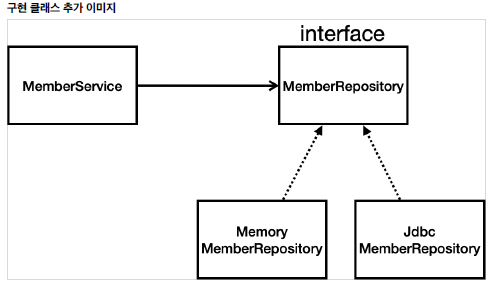 구현 클래스 추가 이미지
interface
MemberService
MemberRepository
Memory
MemberRepository
Jdbc
MemberRepository